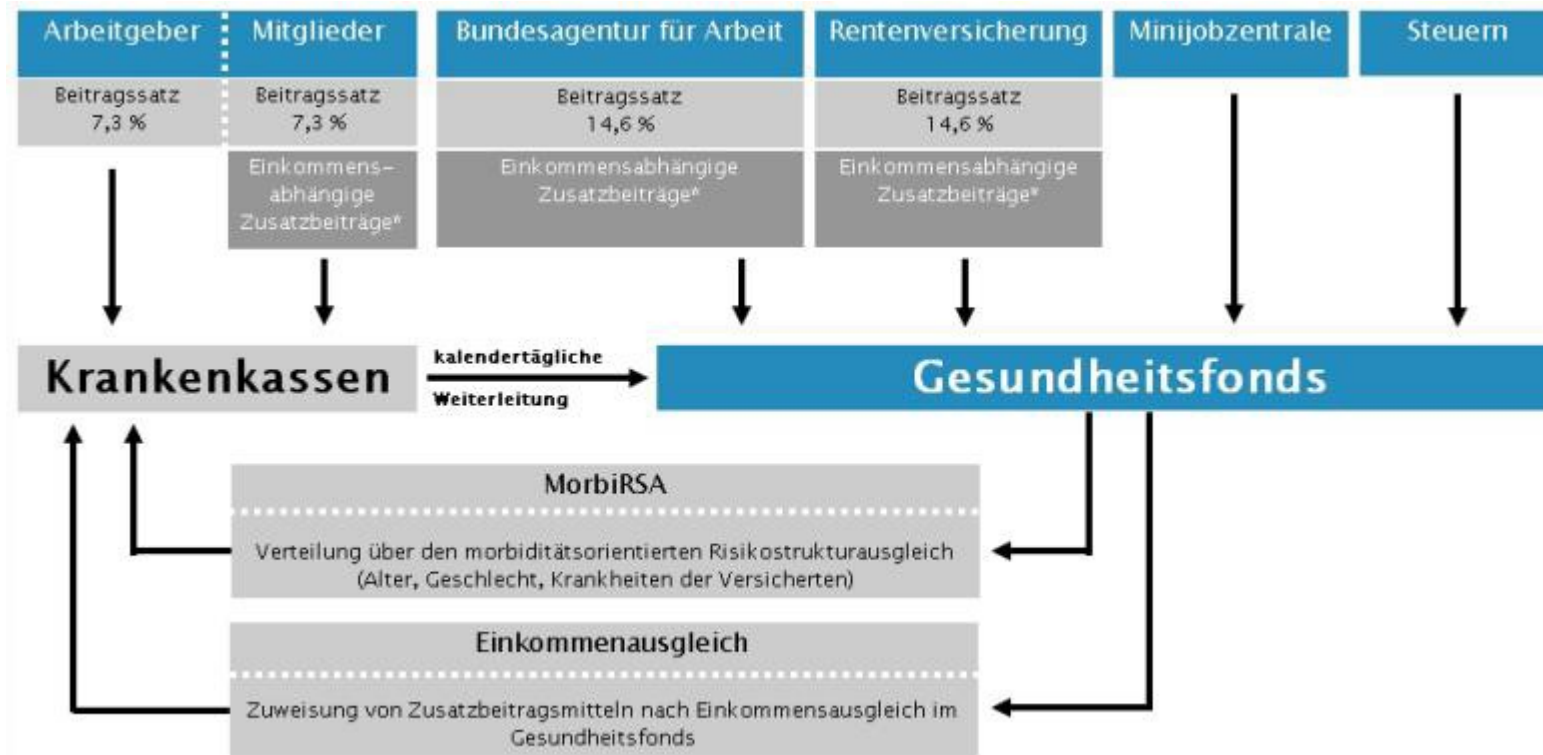 Arbeitgeber
Mitglieder
Bundesagentur für Arbeit
Rentenversicherung
Minijobzentrale
Steuern
Beitragssatz
7,3 %
Beitragssatz
7,3 %
Beitragssatz
14,6 %
Beitragssatz
14,6 %
Einkommens-
abhängige
Zusatzbeiträge*
Einkommensabhängige
Zusatzbeiträge*
Einkommensabhängige
Zusatzbeiträge*
Krankenkassen
kalendertägliche
Weiterleitung
Gesundheitsfonds
MorbiRSA
Verteilung über den morbiditätsorientierten Risikostrukturausgleich
(Alter, Geschlecht, Krankheiten der Versicherten)
Einkommenausgleich
Zuweisung von Zusatzbeitragsmitteln nach Einkommensausgleich im
Gesundheitsfonds